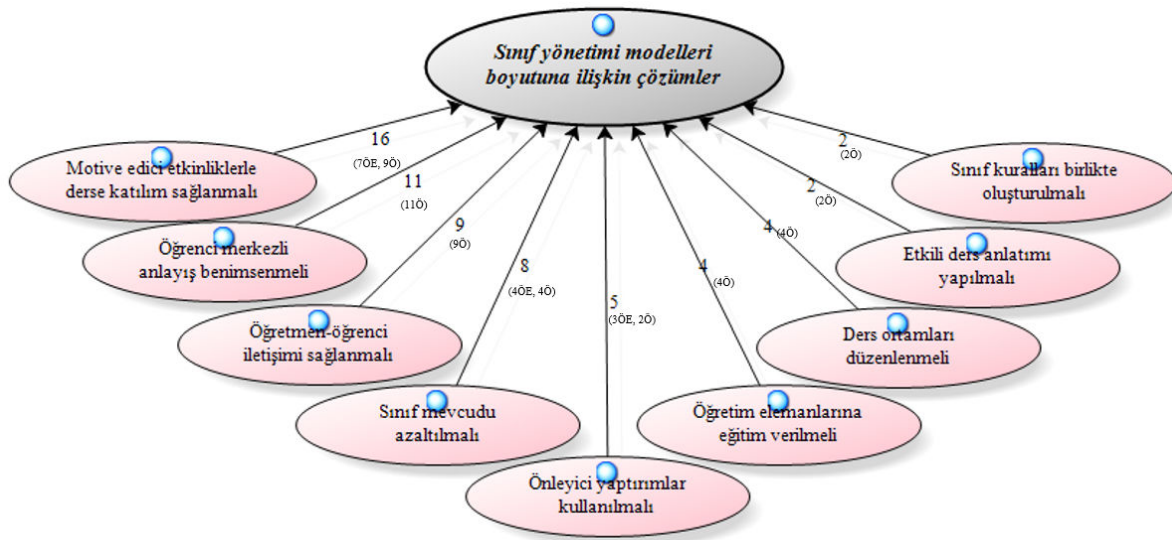 Sınıf yönetimi modelleri
boyutuna ilişkin çözümler
16
(7ÖE, 9Ö)
Motive edici etkinliklerle
derse katılım sağlanmalı
11
(11Ö)
Öğrenci merkezli
anlayış benimsenmeli
9
(9Ö)
Öğretmen-öğrenci
iletişimi sağlanmalı
8
(4ÖE, 4Ö)
Sınıf mevcudu
azaltılmalı
5
(3ÖE, 2Ö)
Önleyici yaptırımlar
kullanılmalı
4
(4Ö)
Öğretim elemanlarına
eğitim verilmeli
4 (4Ö)
Ders ortamları
düzenlenmeli
2
(2Ö)
Etkili ders anlatımı
yapılmalı
2
(2Ö)
Sınıf kuralları birlikte
oluşturulmalı